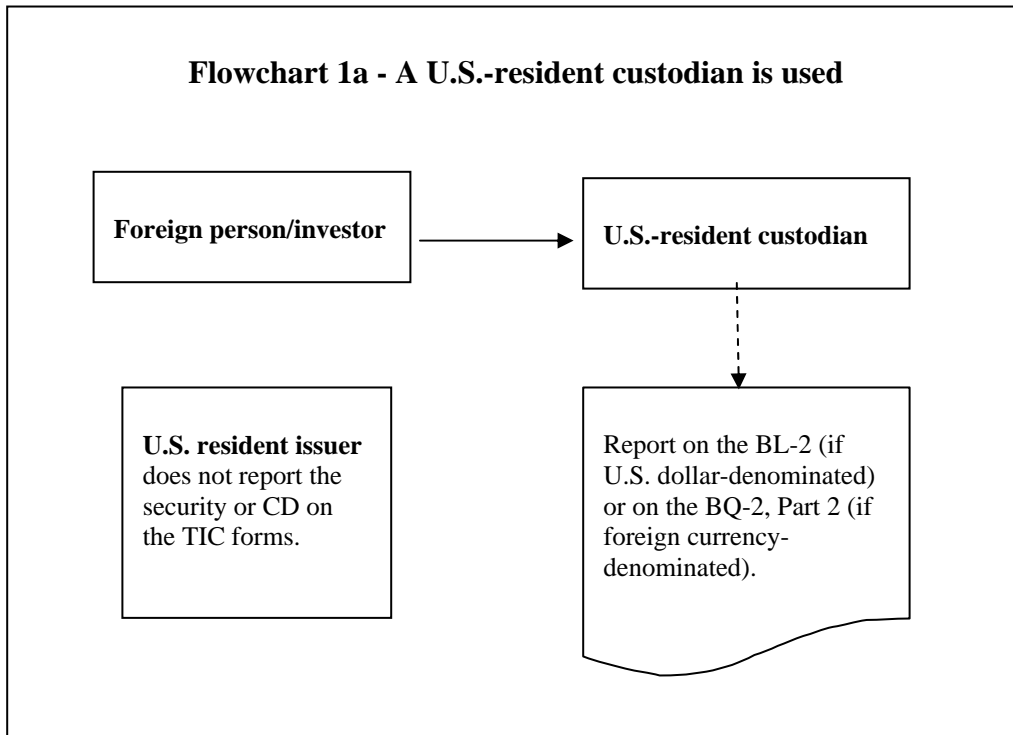 Flowchart 1a - A U.S.-resident custodian is used
Foreign person/investor
U.S.-resident custodian
U.S. resident issuer
does not report the
security or CD on
the TIC forms.
Report on the BL-2 (if
U.S. dollar-denominated)
or on the BQ-2, Part 2 (if
foreign currency-
denominated).